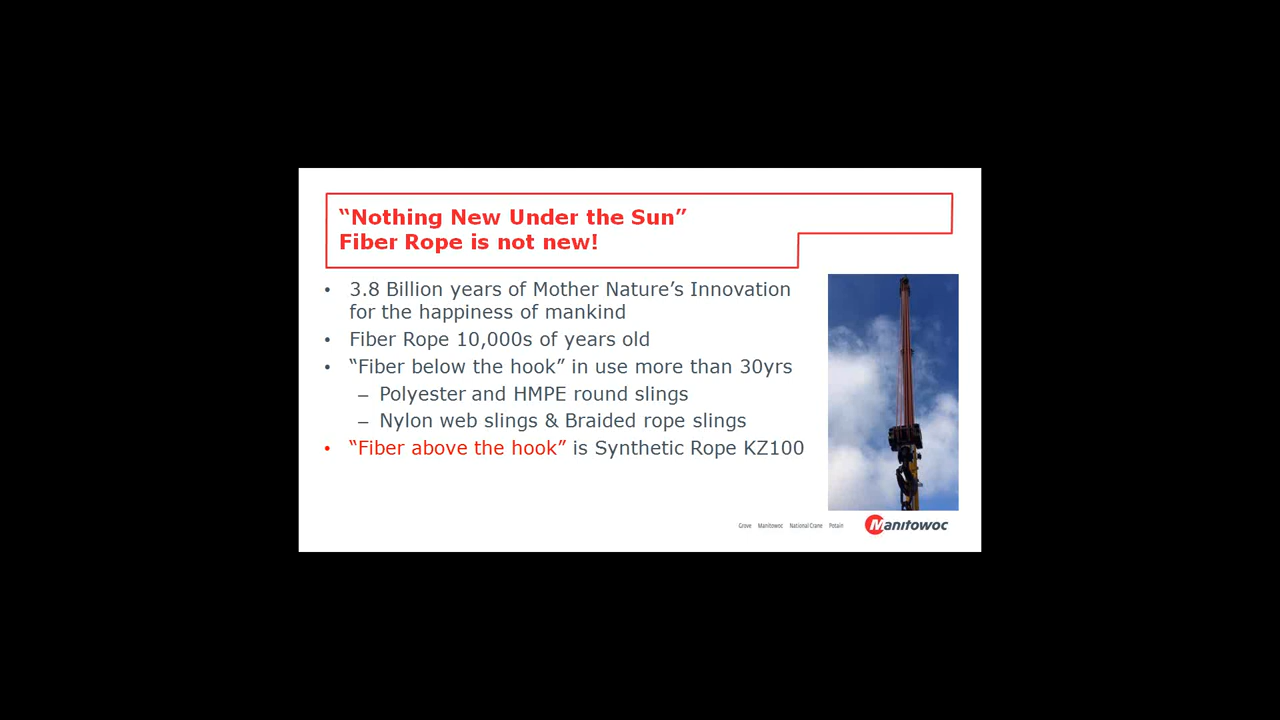 “Nothing New Under the Sun”
Fiber Rope is not new!
• 3.8 Billion years of Mother Nature’s Innovation
for the happiness of mankind
• Fiber Rope 10,000s of years old
• “Fiber below the hook” in use more than 30yrs
– Polyester and HMPE round slings
– Nylon web slings & Braided rope slings
• “Fiber above the hook” is Synthetic Rope KZ100
Grove Manitowoc National Crane Potain
Manitowoc